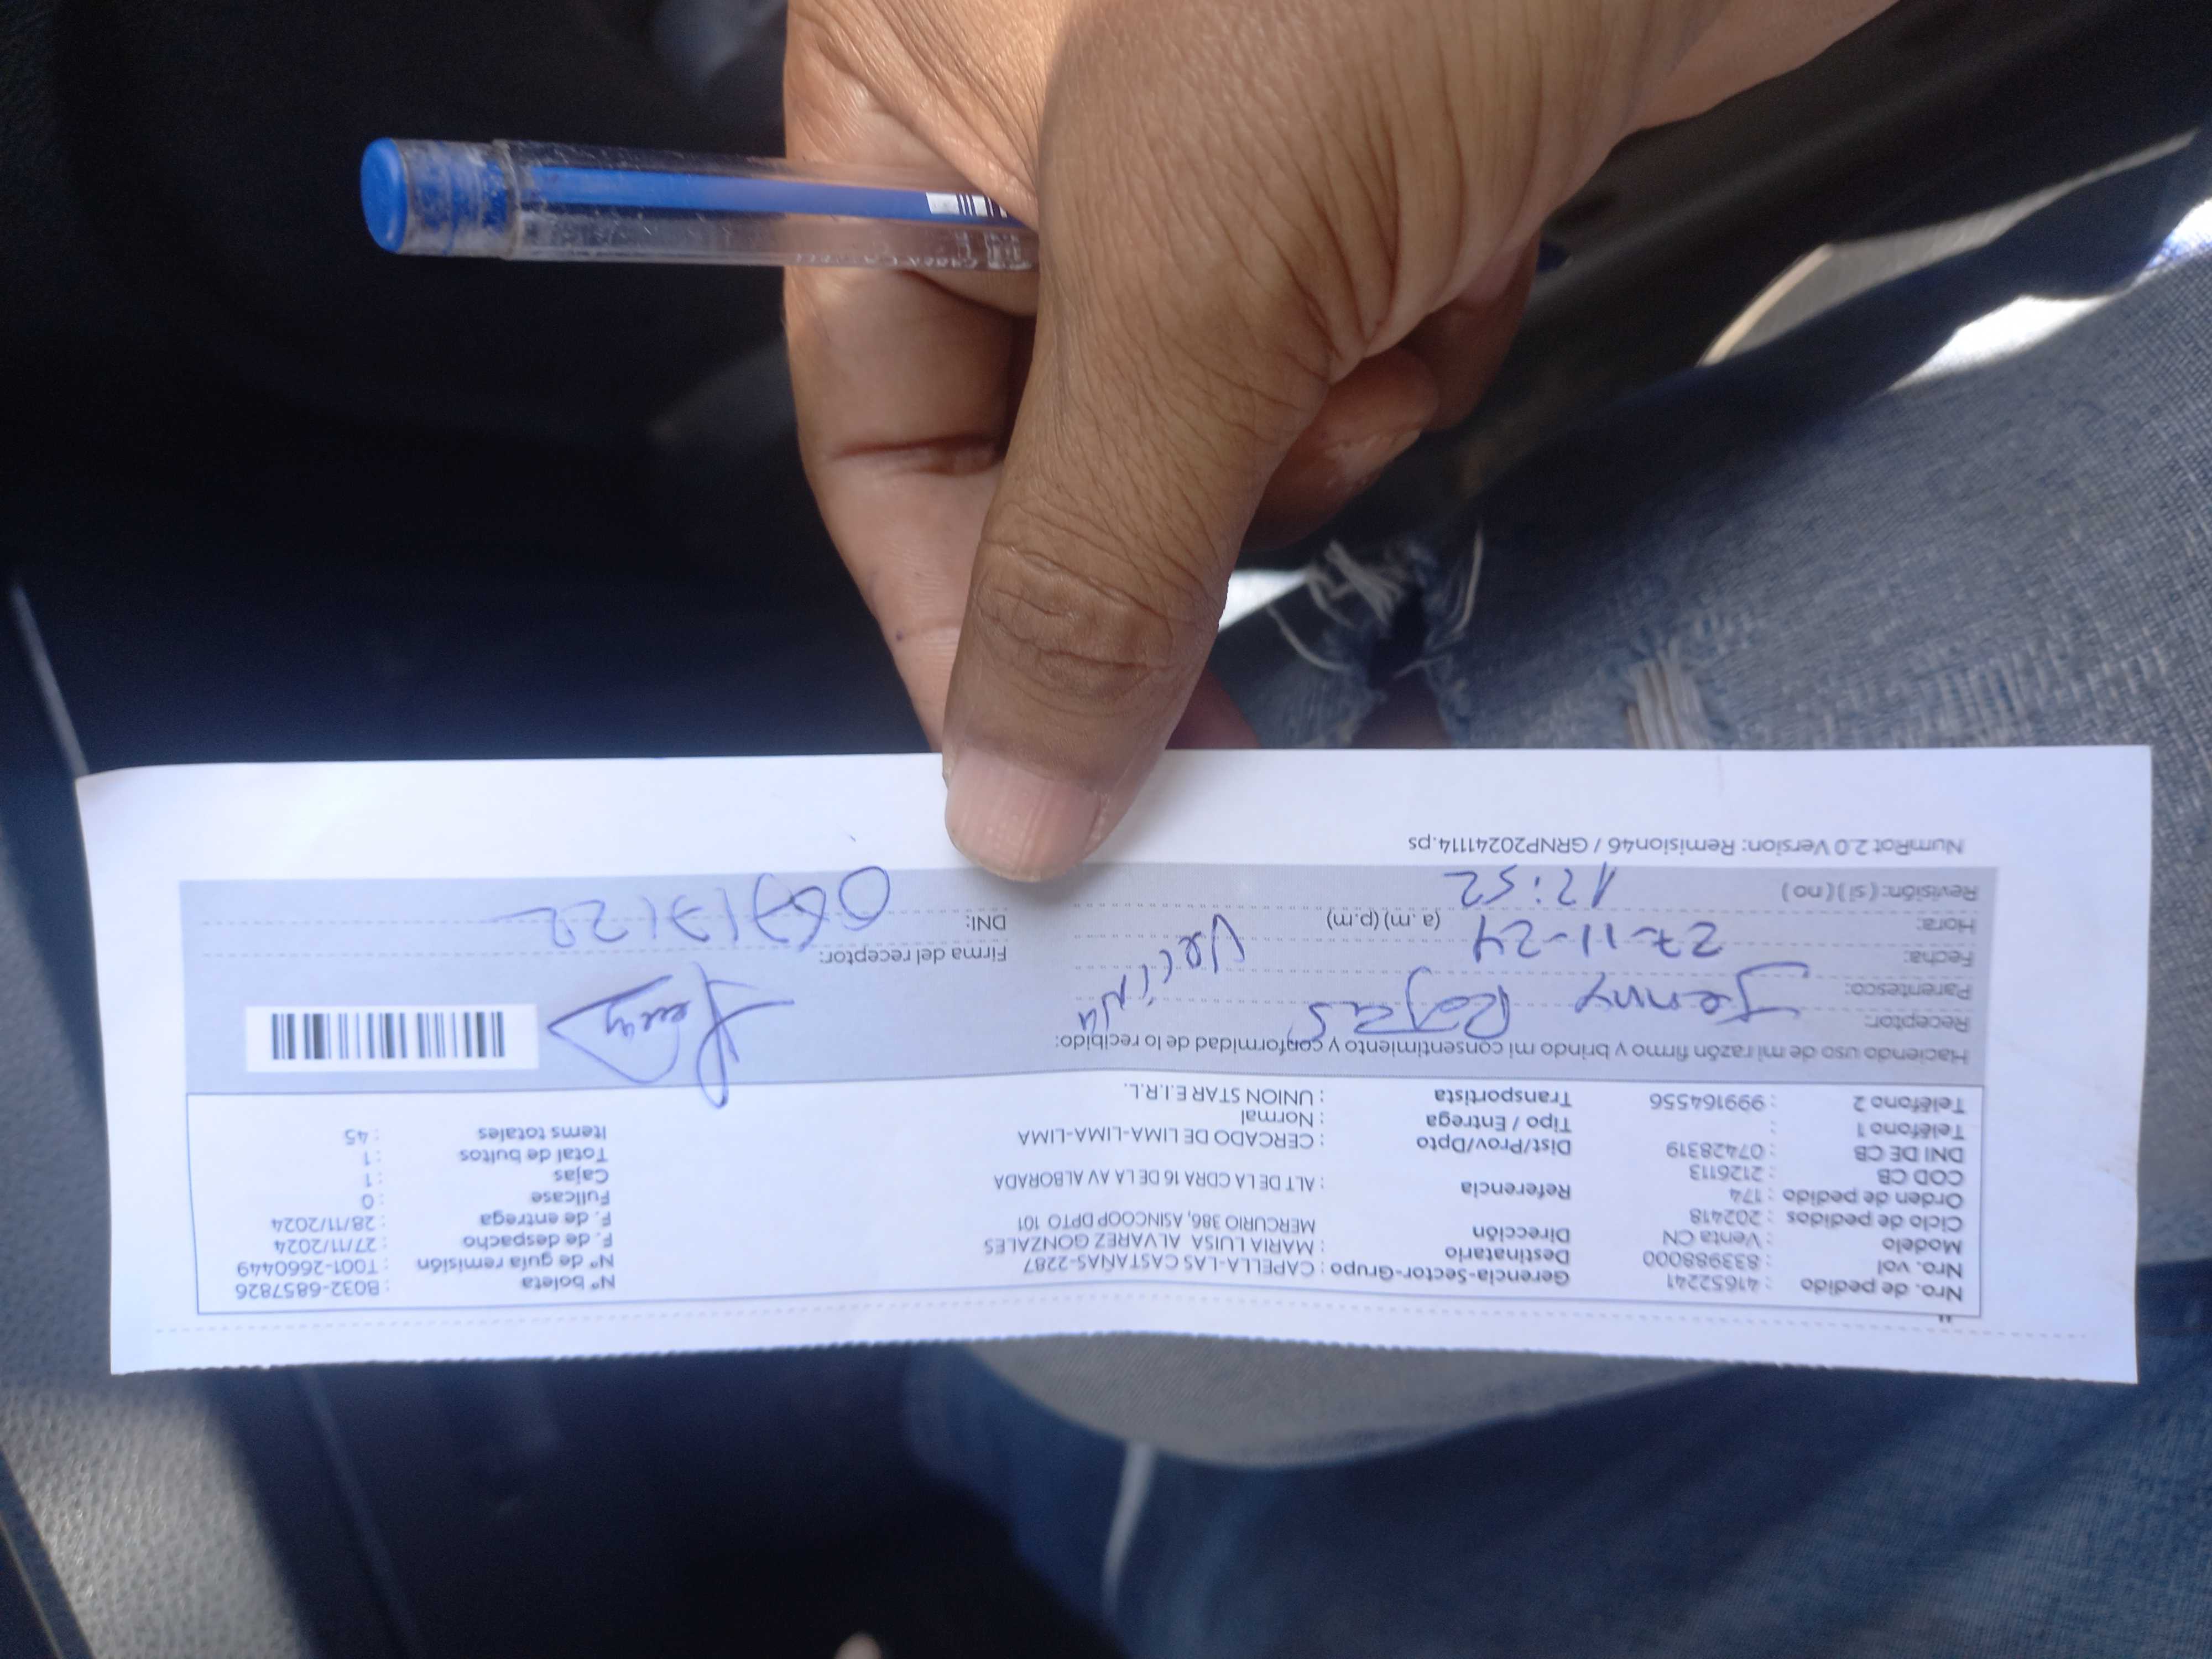 Nro. de pedido : 41652241 Gerencia-Sector-Grupo : CAPELLA-LAS CASTAÑAS-2287 Nº boleta : B032-6857826
Nro. vol : 833988000 Destinatario : MARIA LUISA ALVAREZ GONZALES Nº de guia remisión : T001-2660449
Modelo : Venta CN Dirección MERCURIO 386, ASINCOOP DPTO 101 F. de despacho : 27/11/2024
Ciclo de pedidos : 202418 F. de entrega : 28/11/2024
Orden de pedido : 174 Referencia : ALT DE LA CDRA 16 DE LA AV ALBORADA Fullcase : 0
COD CB : 2126113 Cajas : 1
DNI DE CB : 07428319 Dist/Prov/Dpto : CERCADO DE LIMA-LIMA-LIMA Total de bultos : 1
Teléfono 1 : Tipo / Entrega : Normal Items totales : 45
Teléfono 2 : 999164556 Transportista : UNION STAR E.I.R.L.
Haciendo uso de mi razón firmo y brindo mi consentimiento y conformidad de lo recibido:
Receptor: Jenny Rojas
Parentesco: Vecina
Fecha: 27-11-24 Firma del receptor:
Hora: 12:52 (a.m) (p.m) DNI:
Revisión: ( si ) ( no )
NumRot 2.0 Version: Remision46 / GRNP20241114.ps